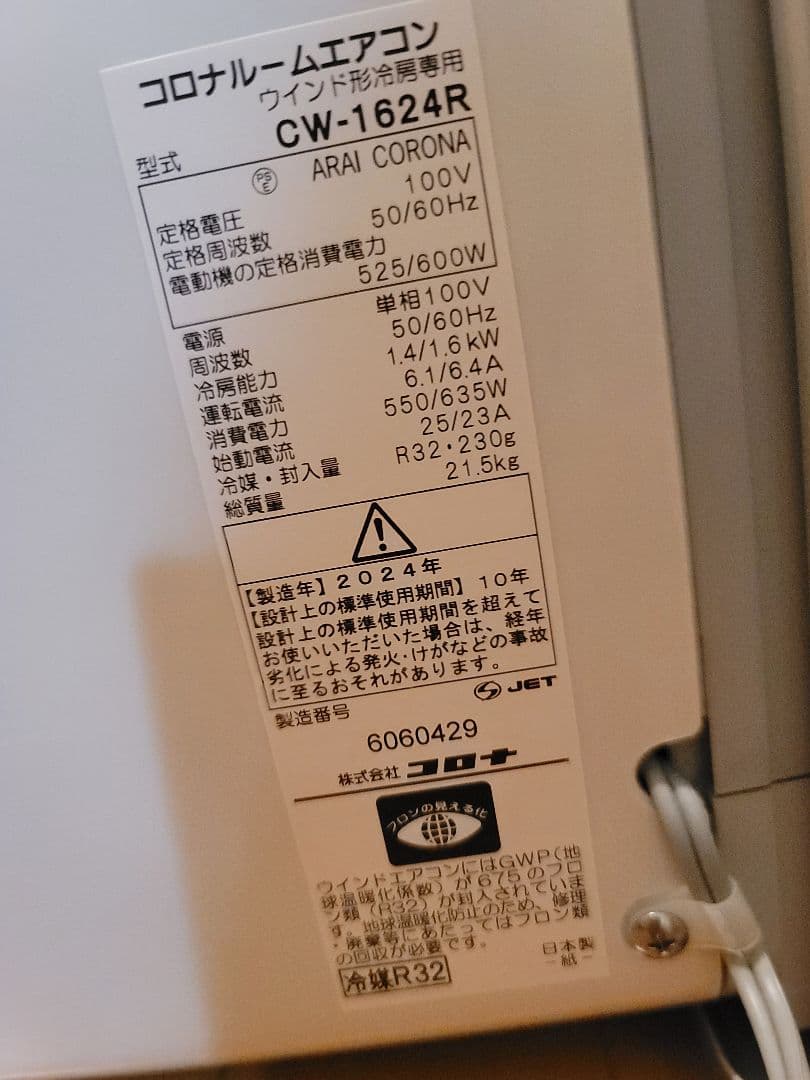 コロナルームエアコン
ウインド形冷房専用
型式 CW-1624R
PSE ARAI CORONA
定格電圧 100V
定格周波数 50/60Hz
電動機の定格消費電力
525/600W
電源 単相100V
周波数 50/60Hz
冷房能力 1.4/1.6kW
運転電流 6.1/6.4A
消費電力 550/635W
始動電流 25/23A
冷媒・封入量 R32・230g
総質量 21.5kg
【製造年】2024年
【設計上の標準使用期間】10年
設計上の標準使用期間を超えて
お使いいただいた場合は、経年
劣化による発火・けがなどの事故
に至るおそれがあります。
JET
製造番号
6060429
株式会社 コロナ
フロンの見える化
ウインドエアコンにはGWP(地
球温暖化係数)が675のフロ
ン類(R32)が封入されていま
す。地球温暖化防止のため、修理
・廃棄等にあたってはフロン類
の回収が必要です。
日本製
冷媒R32
-紙-